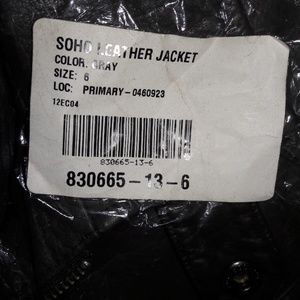 SOHO LEATHER JACKET
COLOR: GRAY
SIZE: 6
LOC: PRIMARY-0460923
12EC04
830665-13-6
830665-13-6